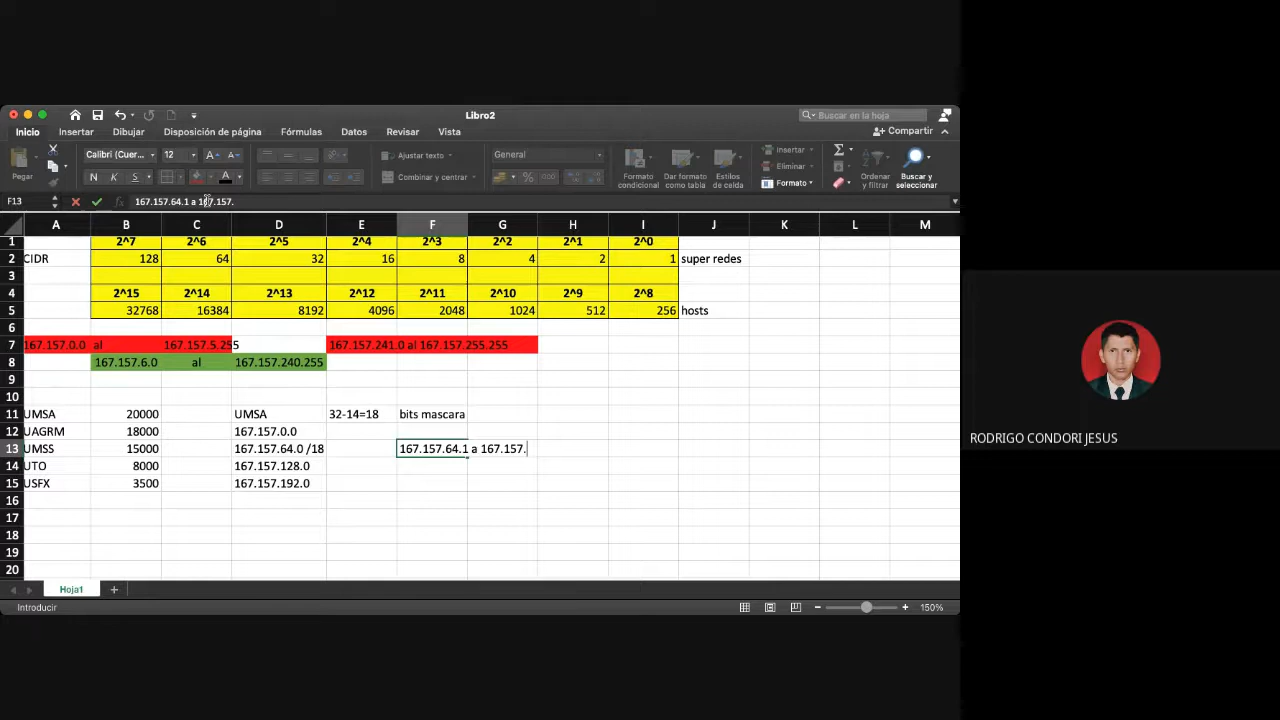 Libro2
Buscar en la hoja
Inicio Insertar Dibujar Disposición de página Fórmulas Datos Revisar Vista Compartir
Calibri (Cuer... 12 Ajustar texto General Insertar
Eliminar
Pegar N K S Combinar y centrar % 000 Formato condicional Dar formato como tabla Estilos de celda Formato Ordenar y filtrar Buscar y seleccionar
F13 fx 167.157.64.1 a 167.157.
A B C D E F G H I J K L M
1 2^7 2^6 2^5 2^4 2^3 2^2 2^1 2^0
2 CIDR 128 64 32 16 8 4 2 1 super redes
3
4 2^15 2^14 2^13 2^12 2^11 2^10 2^9 2^8
5 32768 16384 8192 4096 2048 1024 512 256 hosts
6
7 167.157.0.0 al 167.157.5.255 167.157.241.0 al 167.157.255.255
8 167.157.6.0 al 167.157.240.255
9
10
11 UMSA 20000 UMSA 32-14=18 bits mascara
12 UAGRM 18000 167.157.0.0
13 UMSS 15000 167.157.64.0 /18 167.157.64.1 a 167.157.
14 UTO 8000 167.157.128.0
15 USFX 3500 167.157.192.0
16
17
18
19
20
Hoja1
Introducir 150%
RODRIGO CONDORI JESUS